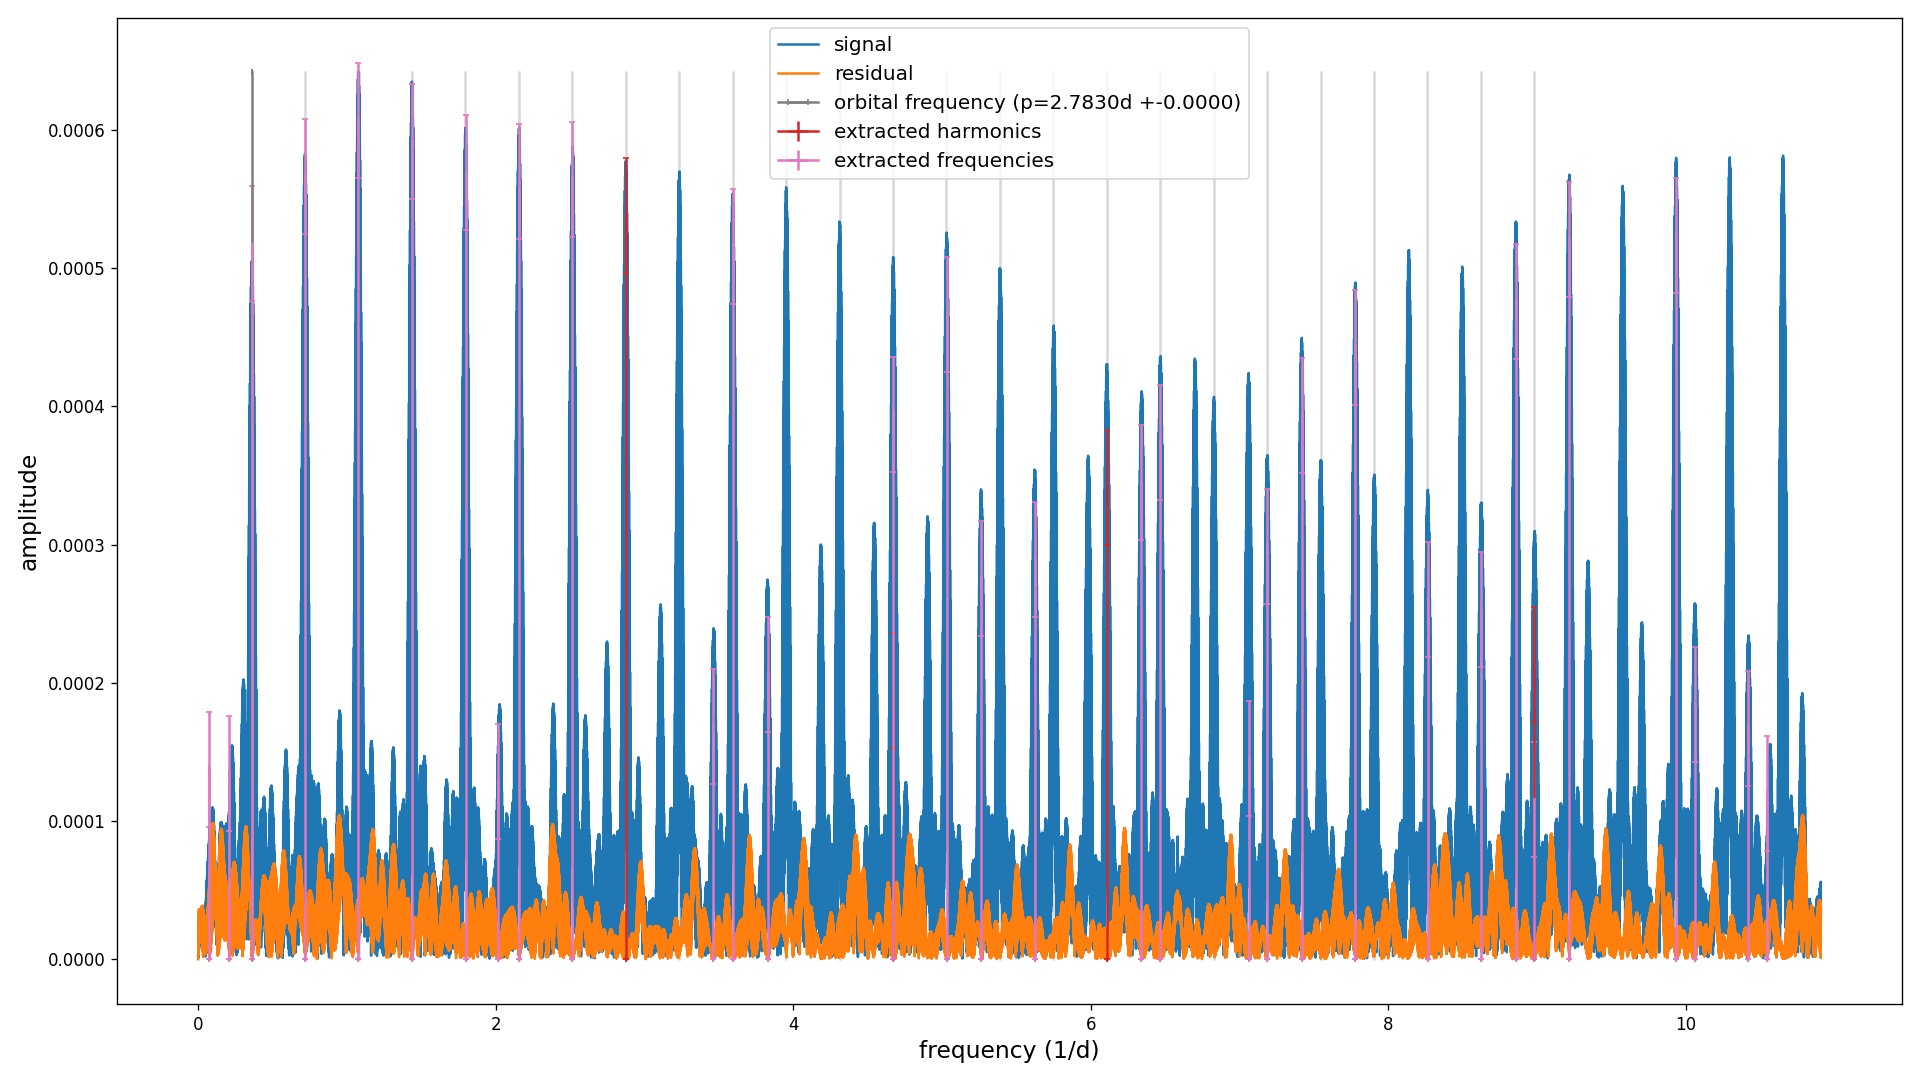 signal
residual
orbital frequency (p=2.7830d +-0.0000)
extracted harmonics
extracted frequencies
amplitude
0.0006
0.0005
0.0004
0.0003
0.0002
0.0001
0.0000
0 2 4 6 8 10
frequency (1/d)